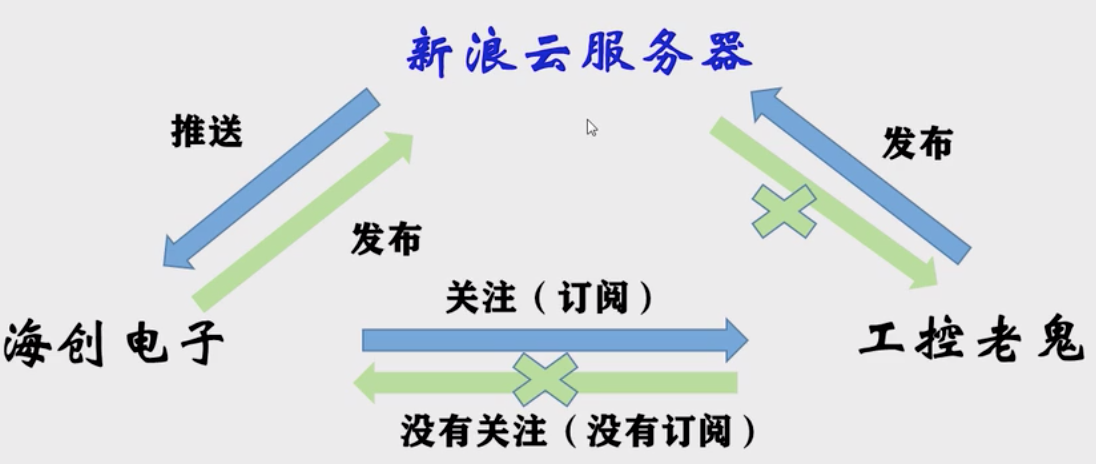 新浪云服务器
推送
发布
发布
关注（订阅）
海创电子
工控老鬼
没有关注（没有订阅）